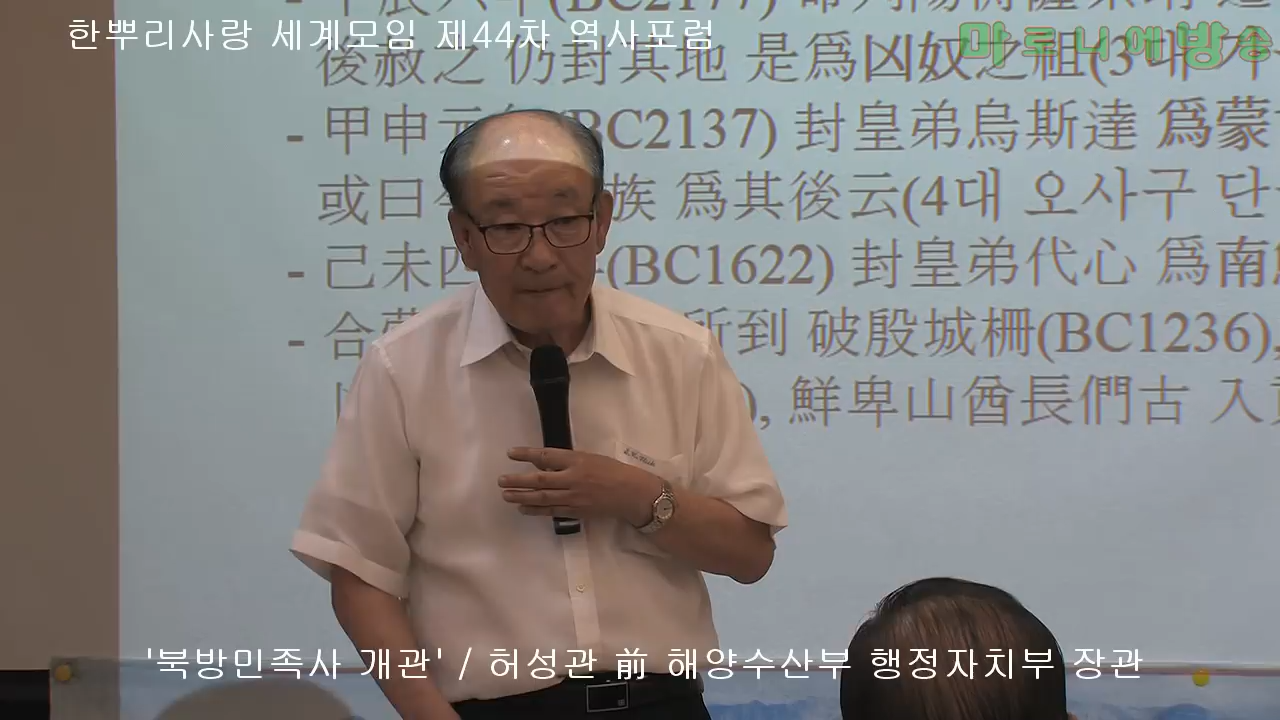 한뿌리사랑 세계모임 제44차 역사포럼
마로니에방송
後赦之 仍封其地 是爲凶奴之祖(3대
- 甲申元 (BC2137) 封皇弟烏斯達 爲蒙
或曰今 族 爲其後云(4대 오사구 단
- 己未四 (BC1622) 封皇弟代心 爲南
- 合 所到 破殷城柵(BC1236),
), 鮮卑山酋長們古 入
'북방민족사 개관' / 허성관 前 해양수산부 행정자치부 장관